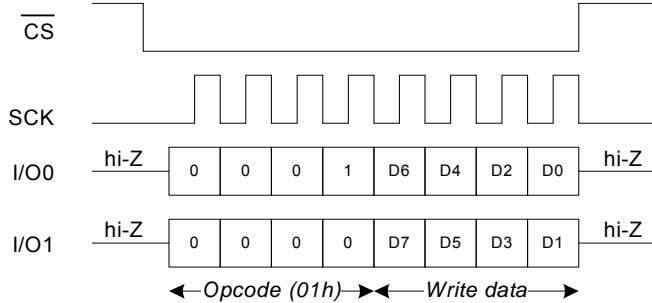 CS
SCK
hi-Z hi-Z
I/O0 0 0 0 1 D6 D4 D2 D0
hi-Z hi-Z
I/O1 0 0 0 0 D7 D5 D3 D1
Opcode (01h) Write data